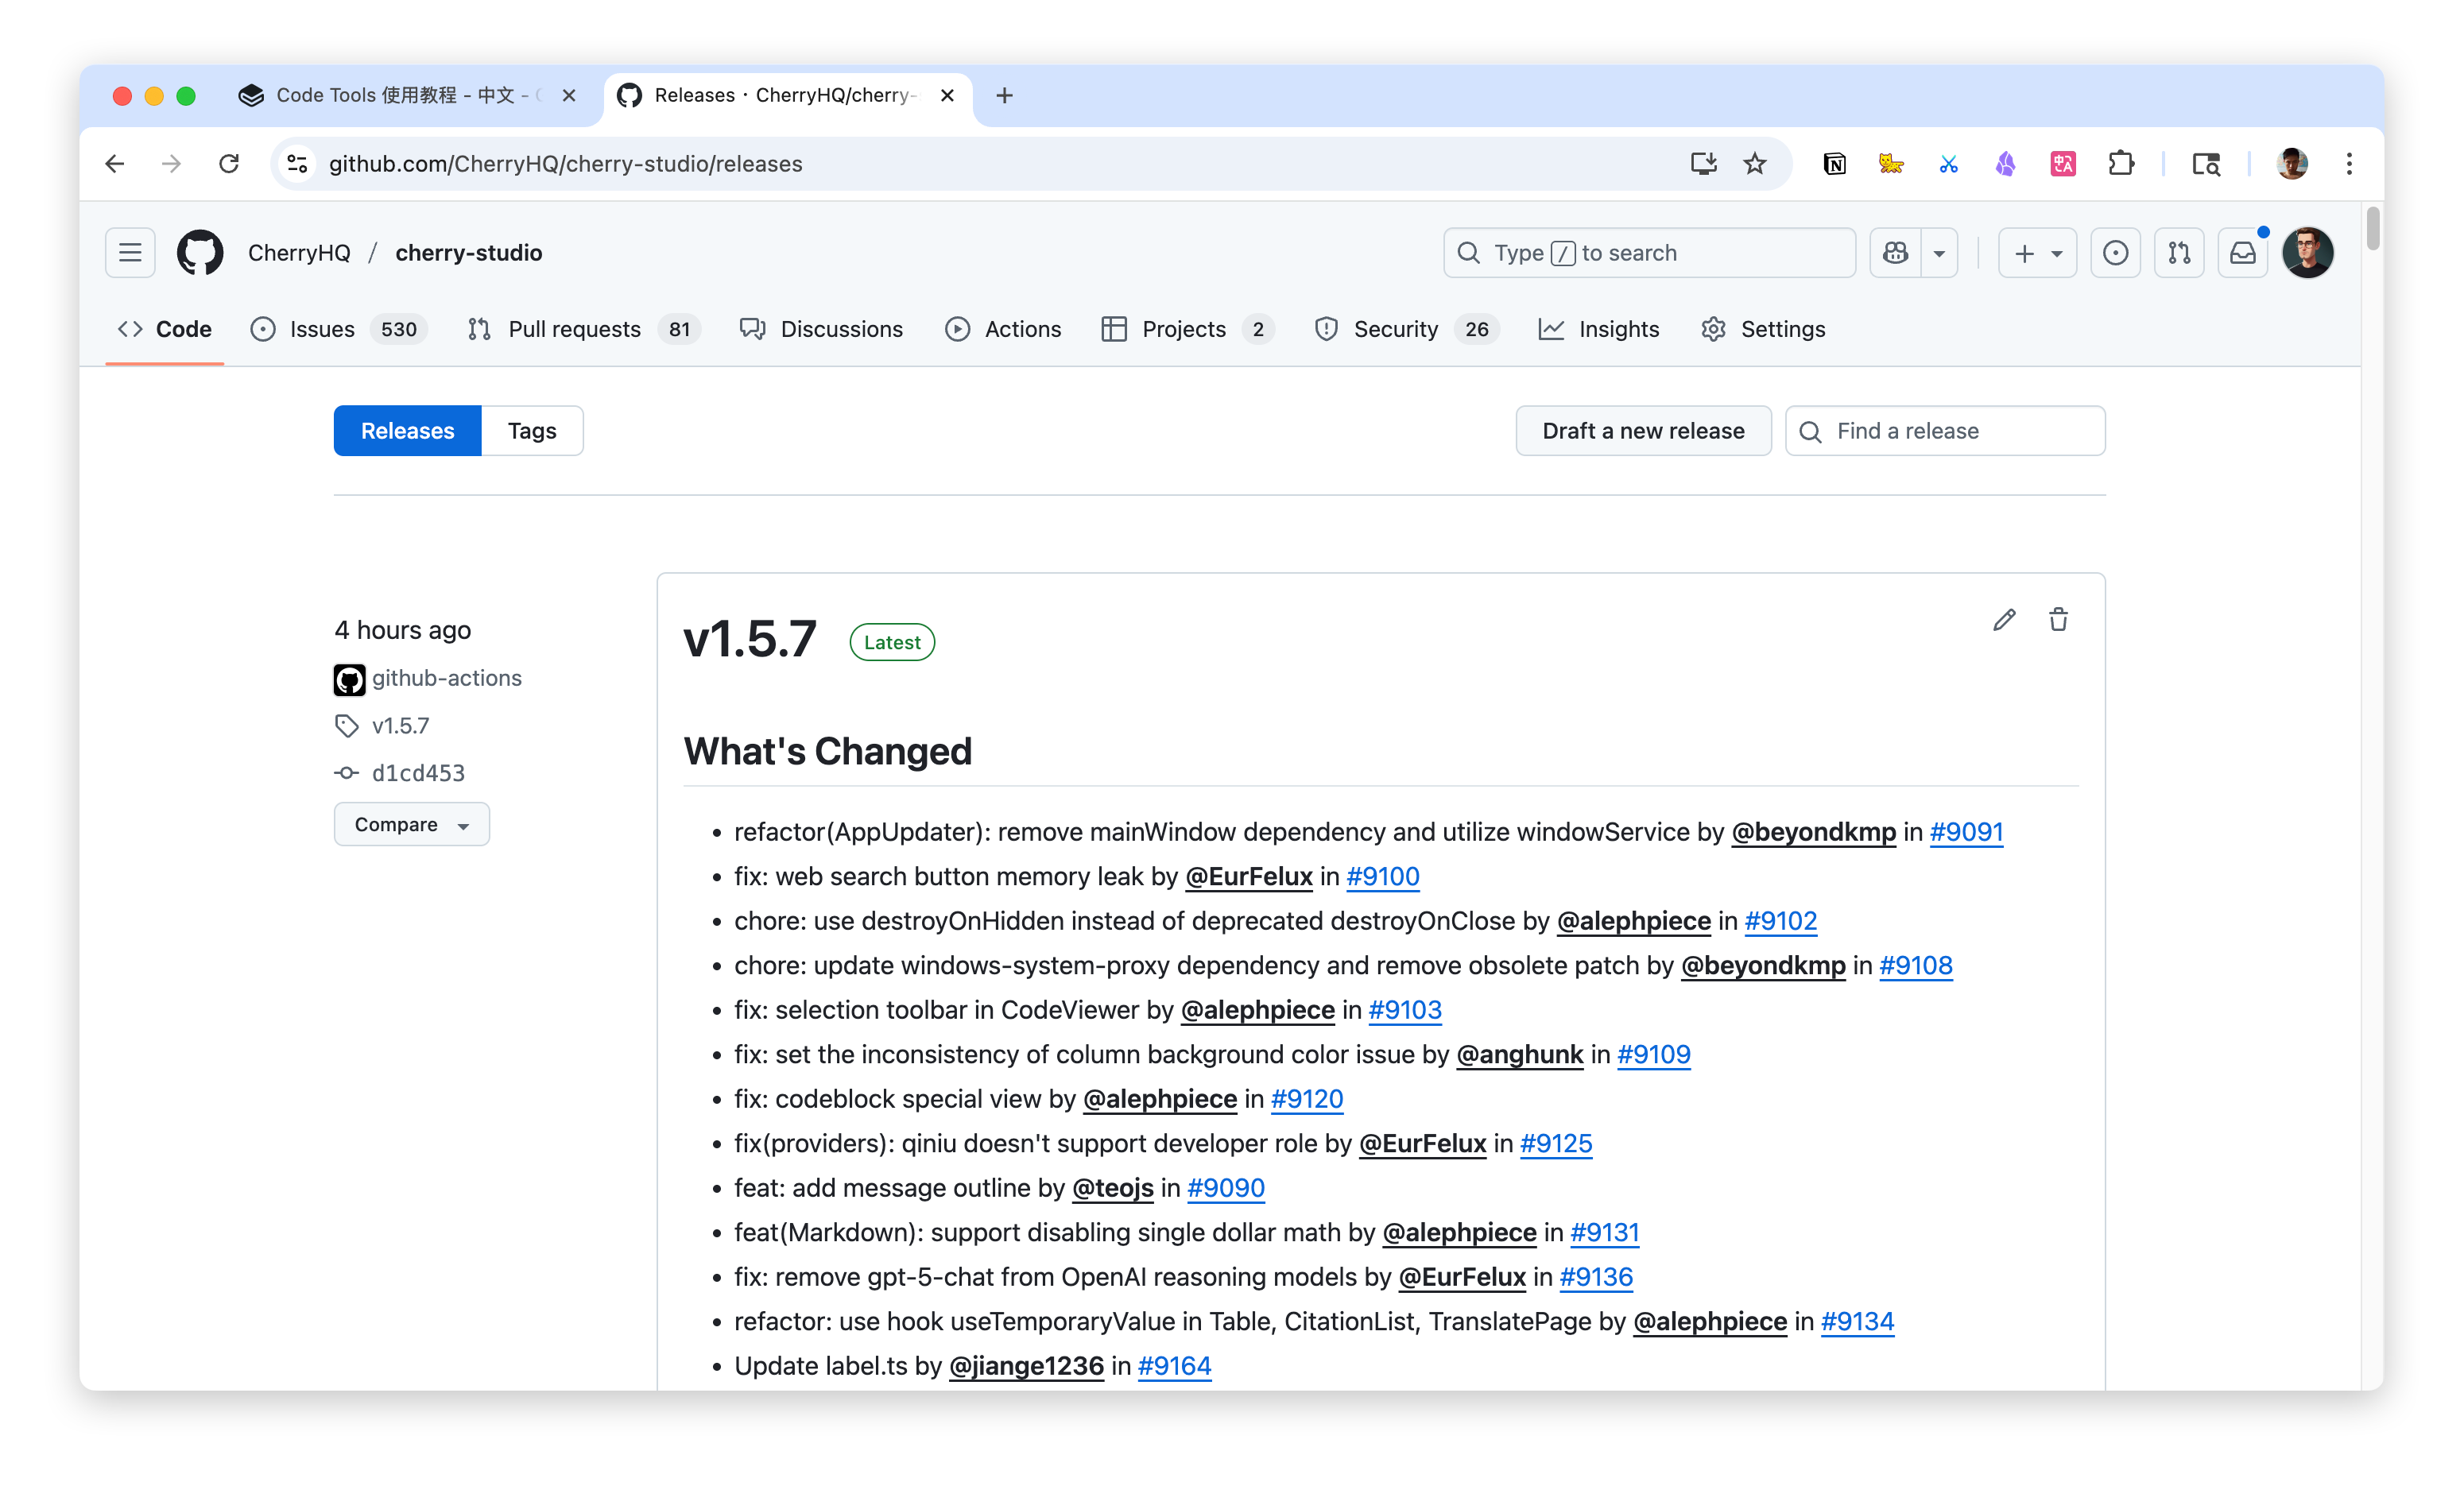 Code Tools 使用教程 - 中文 -
Releases · CherryHQ/cherry-
github.com/CherryHQ/cherry-studio/releases
CherryHQ / cherry-studio
Type / to search
Code
Issues 530
Pull requests 81
Discussions
Actions
Projects 2
Security 26
Insights
Settings
Releases
Tags
Draft a new release
Find a release
4 hours ago
github-actions
v1.5.7
d1cd453
Compare
v1.5.7 Latest
What's Changed
• refactor(AppUpdater): remove mainWindow dependency and utilize windowService by @beyondkmp in #9091
• fix: web search button memory leak by @EurFelux in #9100
• chore: use destroyOnHidden instead of deprecated destroyOnClose by @alephpiece in #9102
• chore: update windows-system-proxy dependency and remove obsolete patch by @beyondkmp in #9108
• fix: selection toolbar in CodeViewer by @alephpiece in #9103
• fix: set the inconsistency of column background color issue by @anghunk in #9109
• fix: codeblock special view by @alephpiece in #9120
• fix(providers): qiniu doesn't support developer role by @EurFelux in #9125
• feat: add message outline by @teojs in #9090
• feat(Markdown): support disabling single dollar math by @alephpiece in #9131
• fix: remove gpt-5-chat from OpenAI reasoning models by @EurFelux in #9136
• refactor: use hook useTemporaryValue in Table, CitationList, TranslatePage by @alephpiece in #9134
• Update label.ts by @jiange1236 in #9164